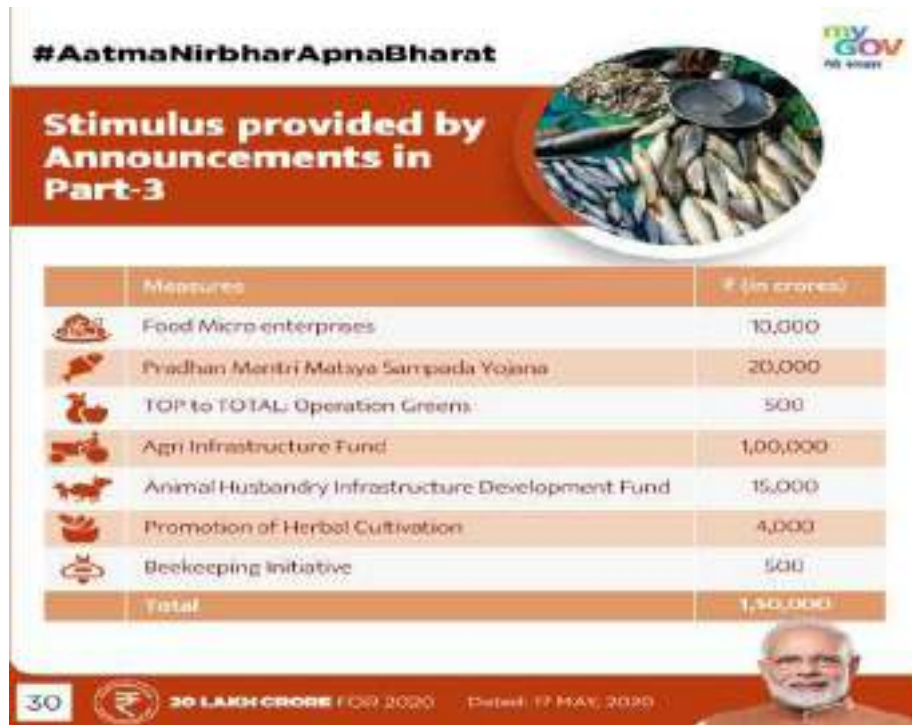 #AatmaNirbharApnaBharat
my
GOV
Stimulus provided by
Announcements in
Part-3
Measures ₹ (in crores)
Food Micro enterprises 10,000
Pradhan Mantri Matsya Sampada Yojana 20,000
TOP to TOTAL: Operation Greens 500
Agri Infrastructure Fund 1,00,000
Animal Husbandry Infrastructure Development Fund 15,000
Promotion of Herbal Cultivation 4,000
Beekeeping Initiative 500
Total 1,50,000
30 ₹ 20 LAKH CRORE FOR 2020 Dated: 17 MAY, 2020